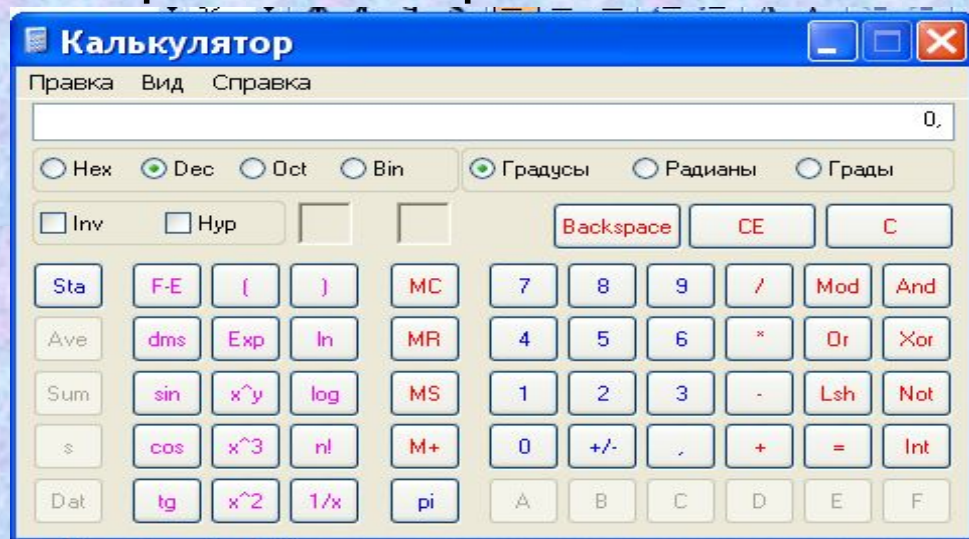 Калькулятор
Правка Вид Справка
0,
Hex Dec Oct Bin Градусы Радианы Грады
Inv Hyp Backspace CE C
Sta F-E ( ) MC 7 8 9 / Mod And
Ave dms Exp ln MR 4 5 6 * Or Xor
Sum sin x^y log MS 1 2 3 - Lsh Not
s cos x^3 n! M+ 0 +/- , + = Int
Dat tg x^2 1/x pi A B C D E F